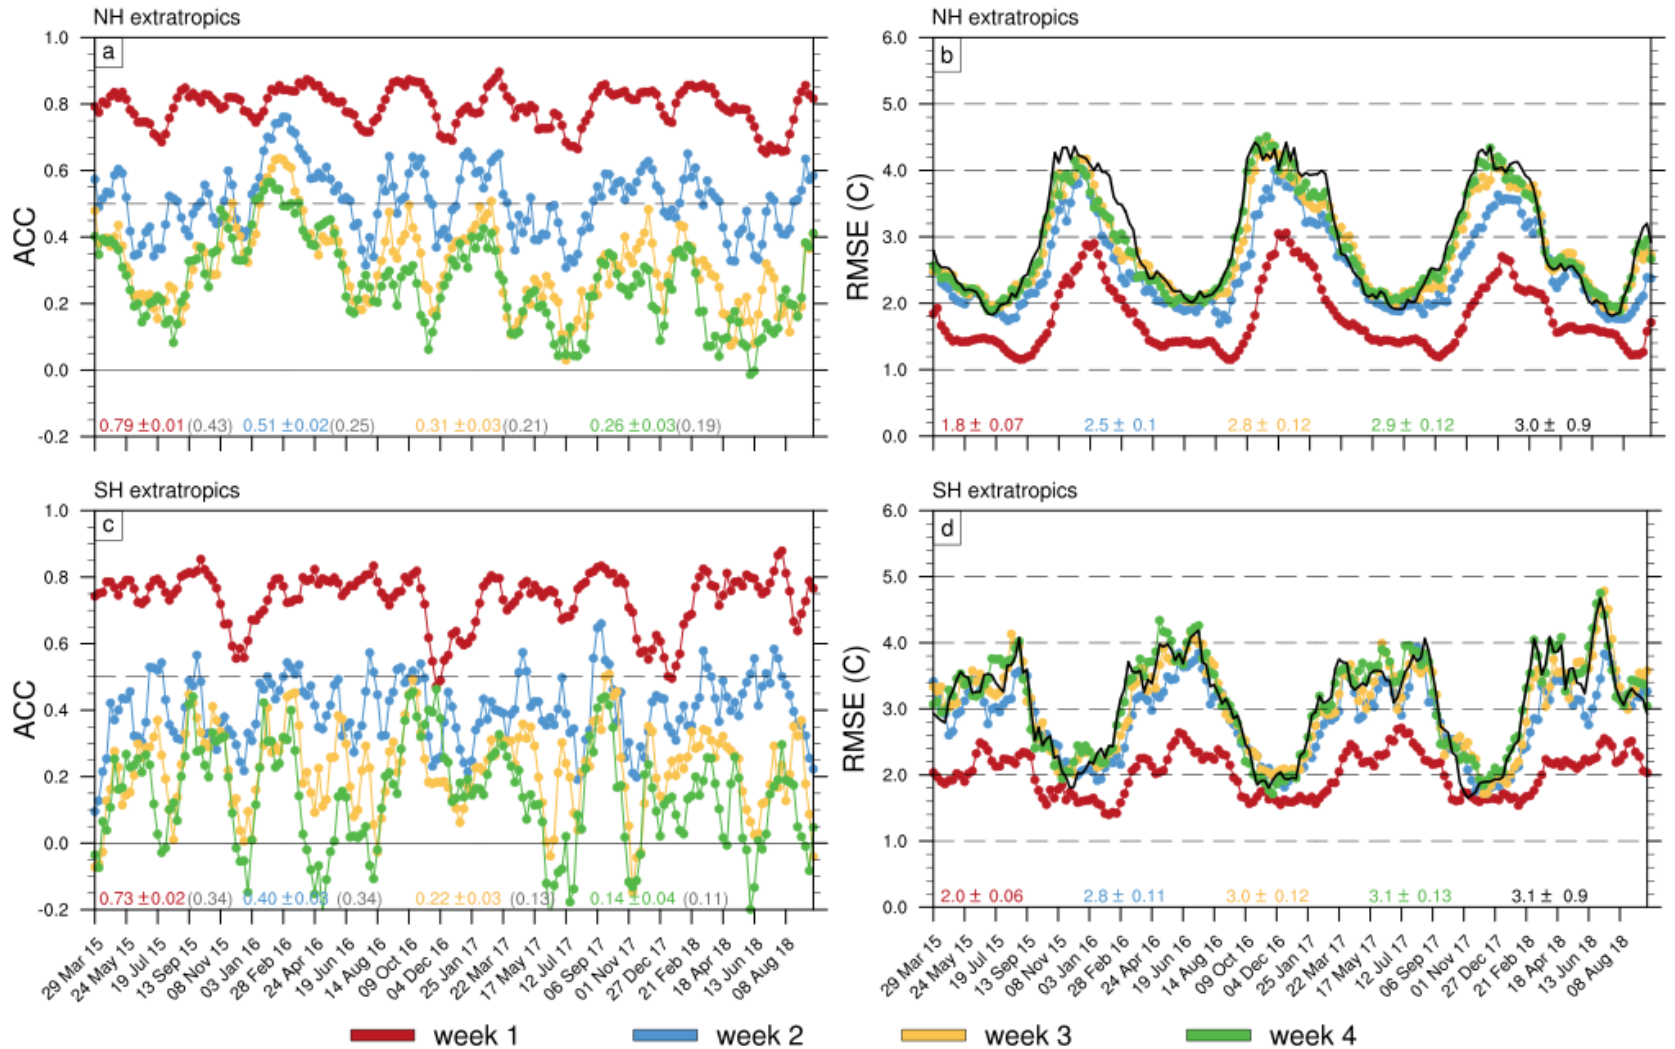 NH extratropics
a
1.0
0.8
0.6
0.4
0.2
0.0
-0.2
ACC
0.79 ±0.01(0.43) 0.51 ±0.02(0.25) 0.31 ±0.03(0.21) 0.26 ±0.03(0.19)
NH extratropics
b
6.0
5.0
4.0
3.0
2.0
1.0
0.0
RMSE (C)
1.8 ± 0.07 2.5 ± 0.1 2.8 ± 0.12 2.9 ± 0.12 3.0 ± 0.9
SH extratropics
c
1.0
0.8
0.6
0.4
0.2
0.0
-0.2
ACC
0.73 ±0.02(0.34) 0.40 ±0.03 (0.34) 0.22 ±0.03 (0.13) 0.14 ±0.04 (0.11)
29 Mar 15
24 May 15
19 Jul 15
13 Sep 15
08 Nov 15
03 Jan 16
28 Feb 16
24 Apr 16
19 Jun 16
14 Aug 16
09 Oct 16
04 Dec 16
25 Jan 17
22 Mar 17
17 May 17
12 Jul 17
06 Sep 17
01 Nov 17
27 Dec 17
21 Feb 18
18 Apr 18
13 Jun 18
08 Aug 18
SH extratropics
d
6.0
5.0
4.0
3.0
2.0
1.0
0.0
RMSE (C)
2.0 ± 0.06 2.8 ± 0.11 3.0 ± 0.12 3.1 ± 0.13 3.1 ± 0.9
29 Mar 15
24 May 15
19 Jul 15
13 Sep 15
08 Nov 15
03 Jan 16
28 Feb 16
24 Apr 16
19 Jun 16
14 Aug 16
09 Oct 16
04 Dec 16
25 Jan 17
22 Mar 17
17 May 17
12 Jul 17
06 Sep 17
01 Nov 17
27 Dec 17
21 Feb 18
18 Apr 18
13 Jun 18
08 Aug 18
week 1 week 2 week 3 week 4